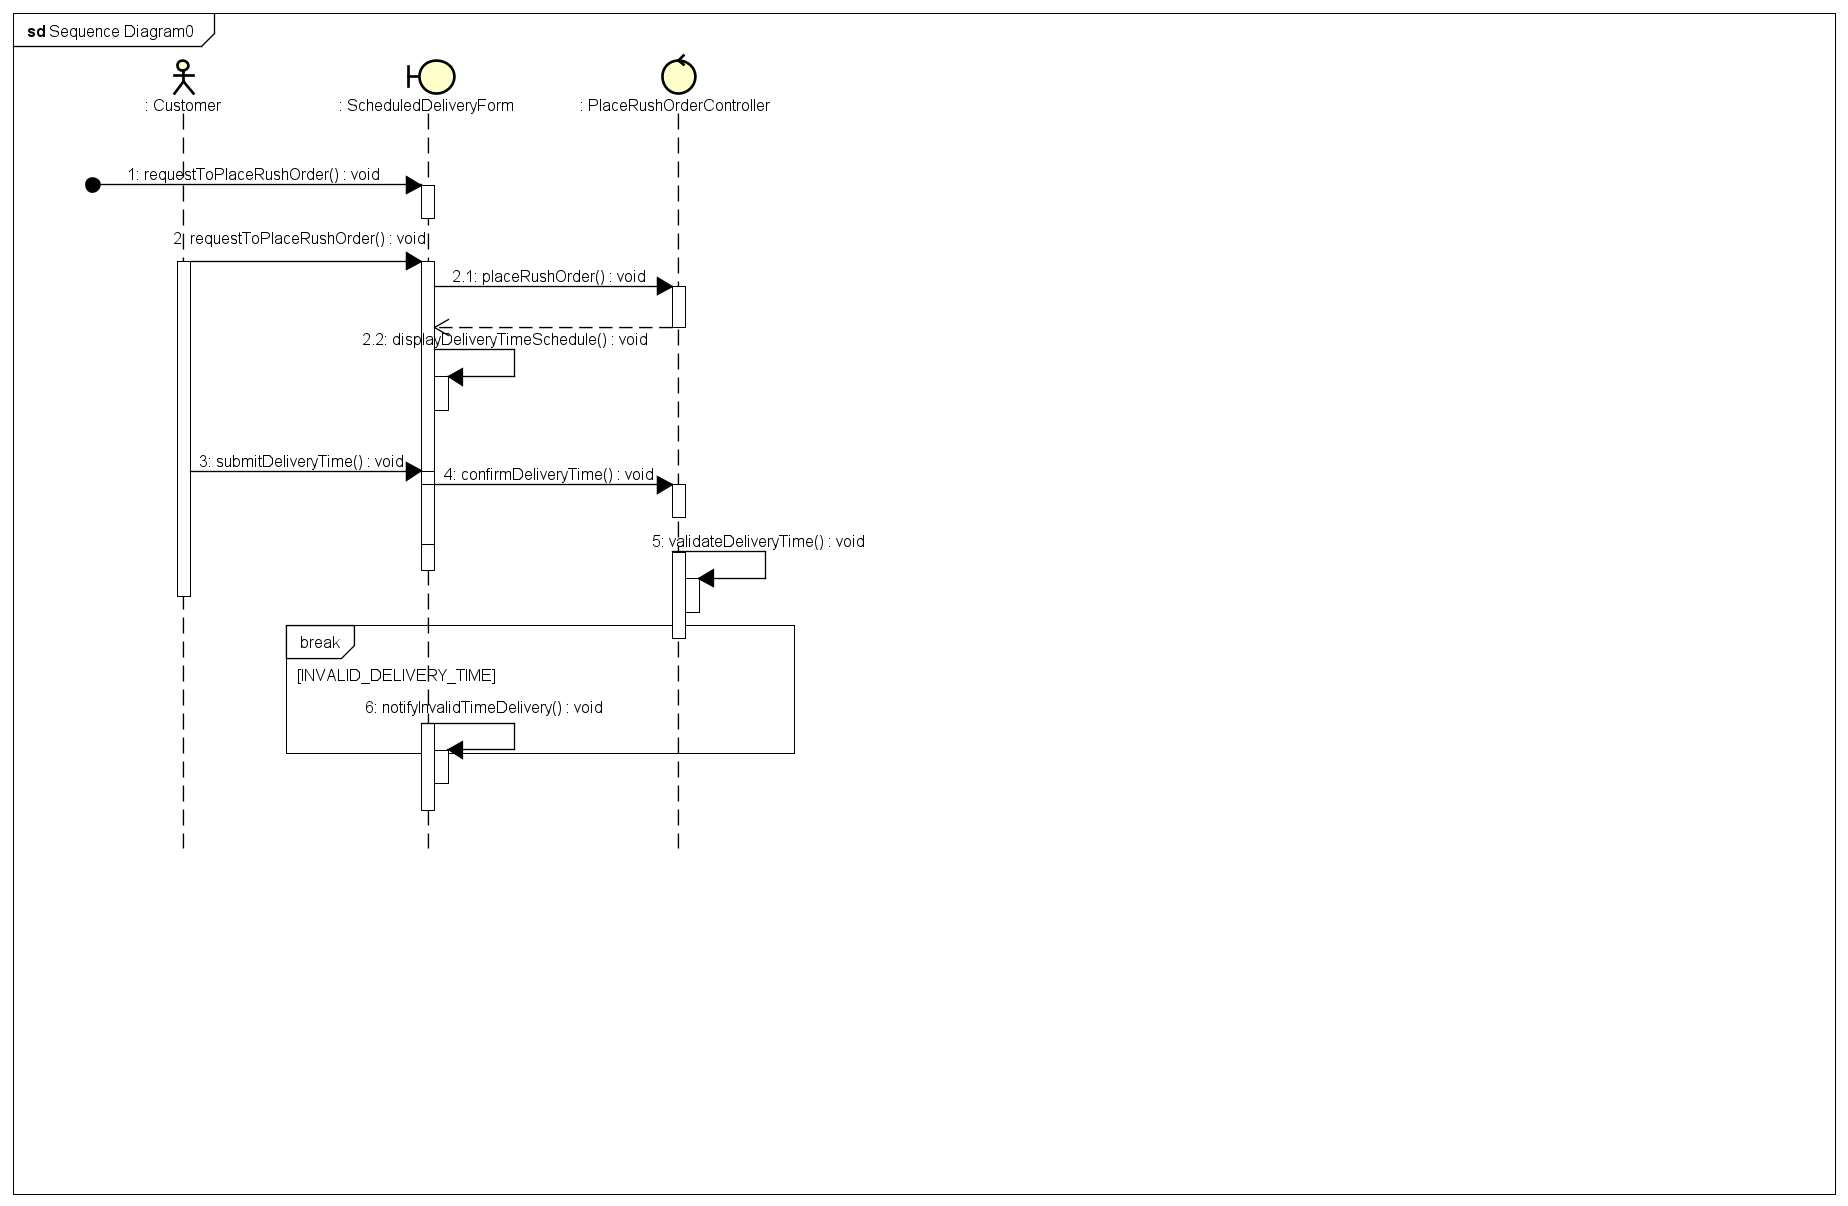 sd Sequence Diagram0
: Customer
: ScheduledDeliveryForm
: PlaceRushOrderController
1: requestToPlaceRushOrder() : void
2: requestToPlaceRushOrder() : void
2.1: placeRushOrder() : void
2.2: displayDeliveryTimeSchedule() : void
3: submitDeliveryTime() : void
4: confirmDeliveryTime() : void
5: validateDeliveryTime() : void
break
[INVALID_DELIVERY_TIME]
6: notifyInvalidTimeDelivery() : void